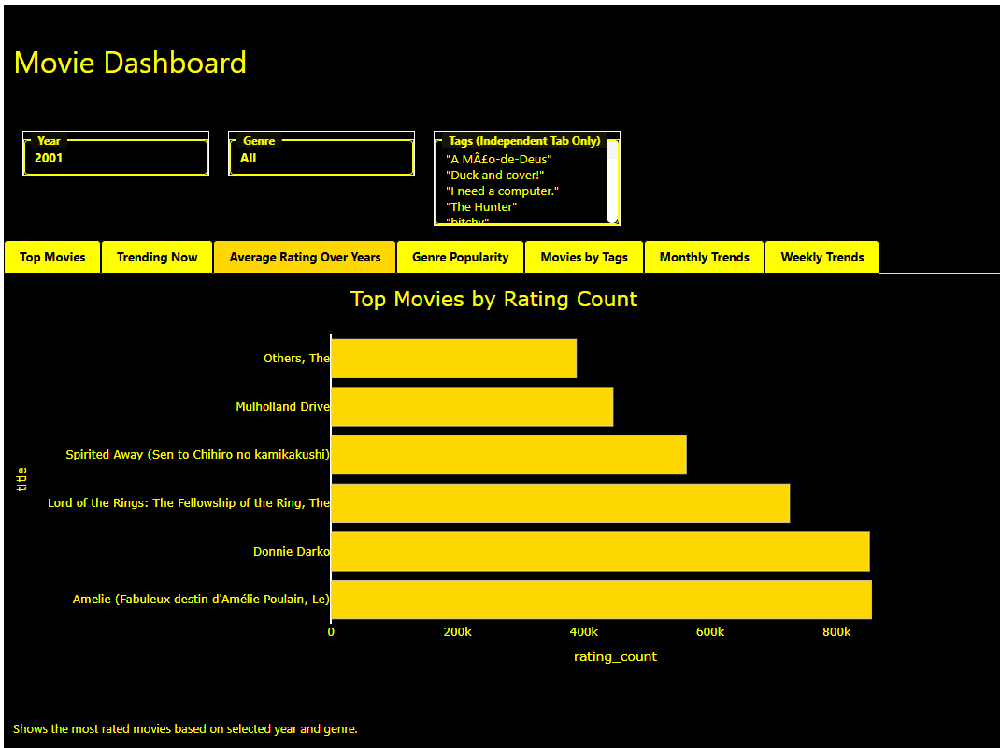 Movie Dashboard
Year
2001
Genre
All
Tags (Independent Tab Only)
"A MÃ£o-de-Deus"
"Duck and cover!"
"I need a computer."
"The Hunter"
"bitchy"
Top Movies Trending Now Average Rating Over Years Genre Popularity Movies by Tags Monthly Trends Weekly Trends
Top Movies by Rating Count
Others, The
Mulholland Drive
Spirited Away (Sen to Chihiro no kamikakushi)
Lord of the Rings: The Fellowship of the Ring, The
Donnie Darko
Amelie (Fabuleux destin d'Amélie Poulain, Le)
title
0 200k 400k 600k 800k
rating_count
Shows the most rated movies based on selected year and genre.